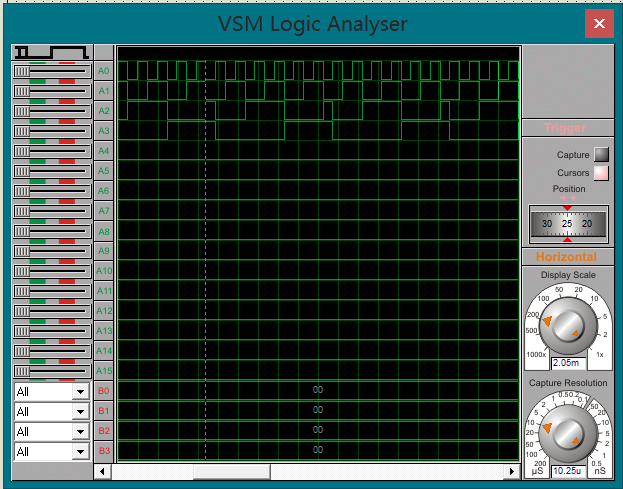 VSM Logic Analyser
A0
A1
A2
A3
A4
A5
A6
A7
A8
A9
A10
A11
A12
A13
A14
A15
All B0 00
All B1 00
All B2 00
All B3 00
Trigger
Capture
Cursors
Position
30 25 20
Horizontal
Display Scale
1000x 500 200 100 50 20 10 5 2 1x
2.05m
Capture Resolution
µS 50 20 10 5 2 1 0.5 0.2 0.1 50 20 10 5 2 1 0.5 nS
10.25u